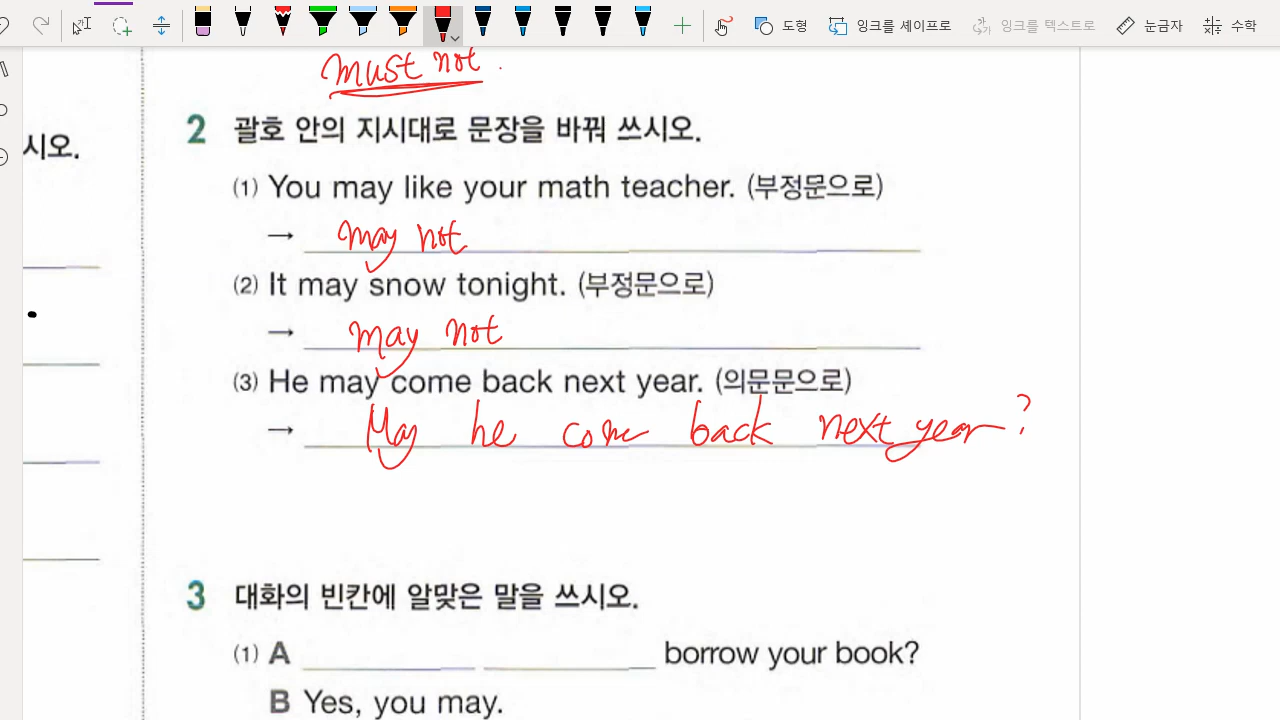 도형 잉크를 셰이프로 잉크를 텍스트로 눈금자 수학
must not.
시오.
2 괄호 안의 지시대로 문장을 바꿔 쓰시오.
(1) You may like your math teacher. (부정문으로)
→ may not
(2) It may snow tonight. (부정문으로)
→ may not
(3) He may come back next year. (의문문으로)
→ May he come back next year?
3 대화의 빈칸에 알맞은 말을 쓰시오.
(1) A borrow your book?
B Yes, you may.